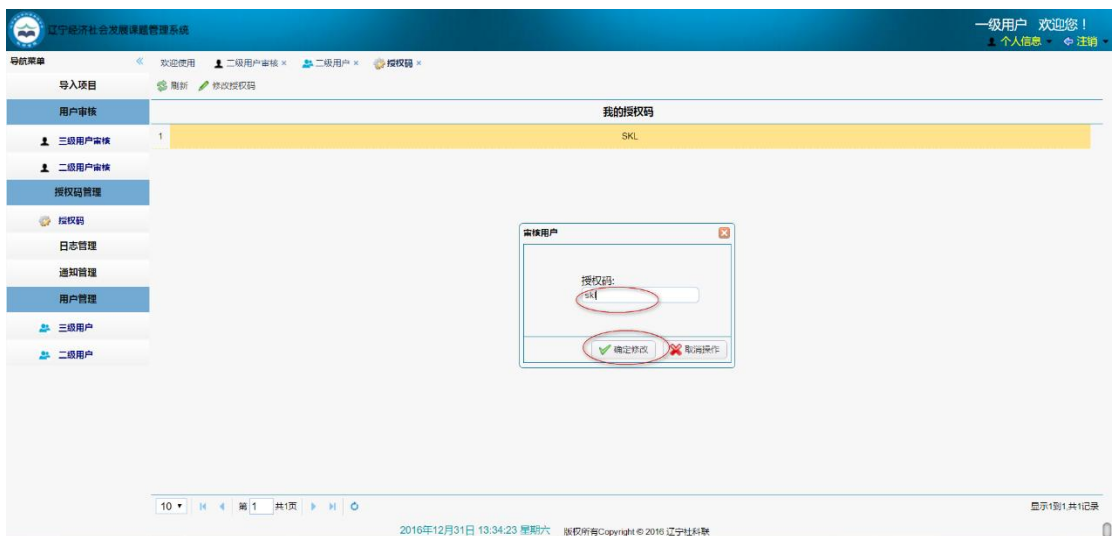 辽宁经济社会发展课题管理系统
一级用户 欢迎您！
个人信息 注销
导航菜单
欢迎使用 二级用户审核 二级用户 授权码
导入项目
刷新 修改授权码
用户审核
我的授权码
三级用户审核
1 SKL
二级用户审核
授权码管理
授权码
日志管理
通知管理
用户管理
三级用户
二级用户
审核用户
授权码:
skl
确定修改 取消操作
10 第 1 共1页
显示1到1,共1记录
2016年12月31日 13:34:23 星期六 版权所有Copyright © 2016 辽宁社科联